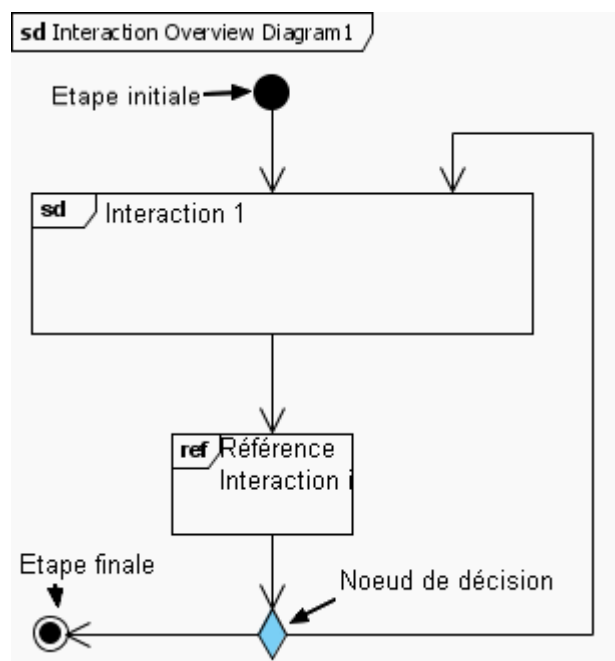 sd Interaction Overview Diagram1
Etape initiale
sd Interaction 1
ref Référence
Interaction i
Etape finale
Noeud de décision